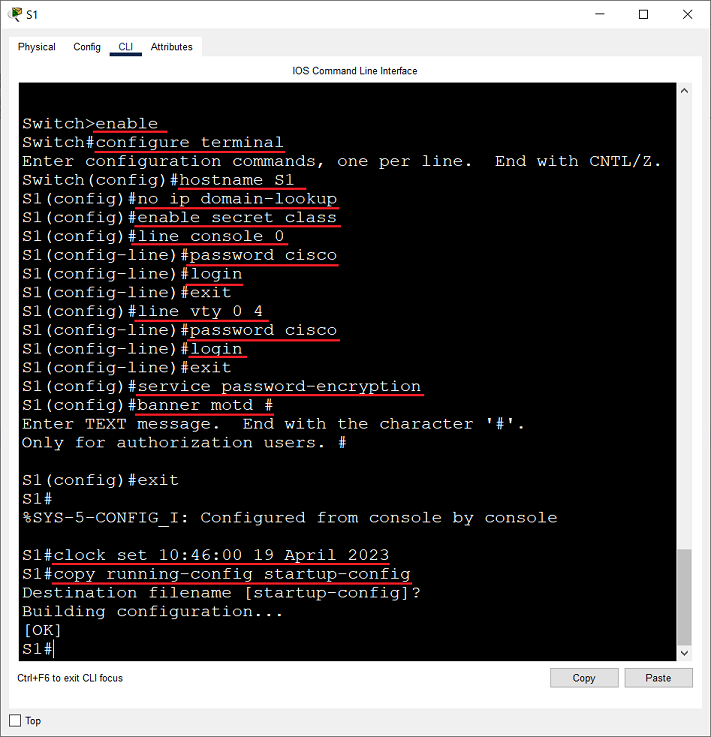 S1
Physical Config CLI Attributes
IOS Command Line Interface
Switch>enable
Switch#configure terminal
Enter configuration commands, one per line.  End with CNTL/Z.
Switch(config)#hostname S1
S1(config)#no ip domain-lookup
S1(config)#enable secret class
S1(config)#line console 0
S1(config-line)#password cisco
S1(config-line)#login
S1(config-line)#exit
S1(config)#line vty 0 4
S1(config-line)#password cisco
S1(config-line)#login
S1(config-line)#exit
S1(config)#service password-encryption
S1(config)#banner motd #
Enter TEXT message.  End with the character '#'.
Only for authorization users. #
S1(config)#exit
S1#
%SYS-5-CONFIG_I: Configured from console by console
S1#clock set 10:46:00 19 April 2023
S1#copy running-config startup-config
Destination filename [startup-config]?
Building configuration...
[OK]
S1#
Ctrl+F6 to exit CLI focus Copy Paste
Top